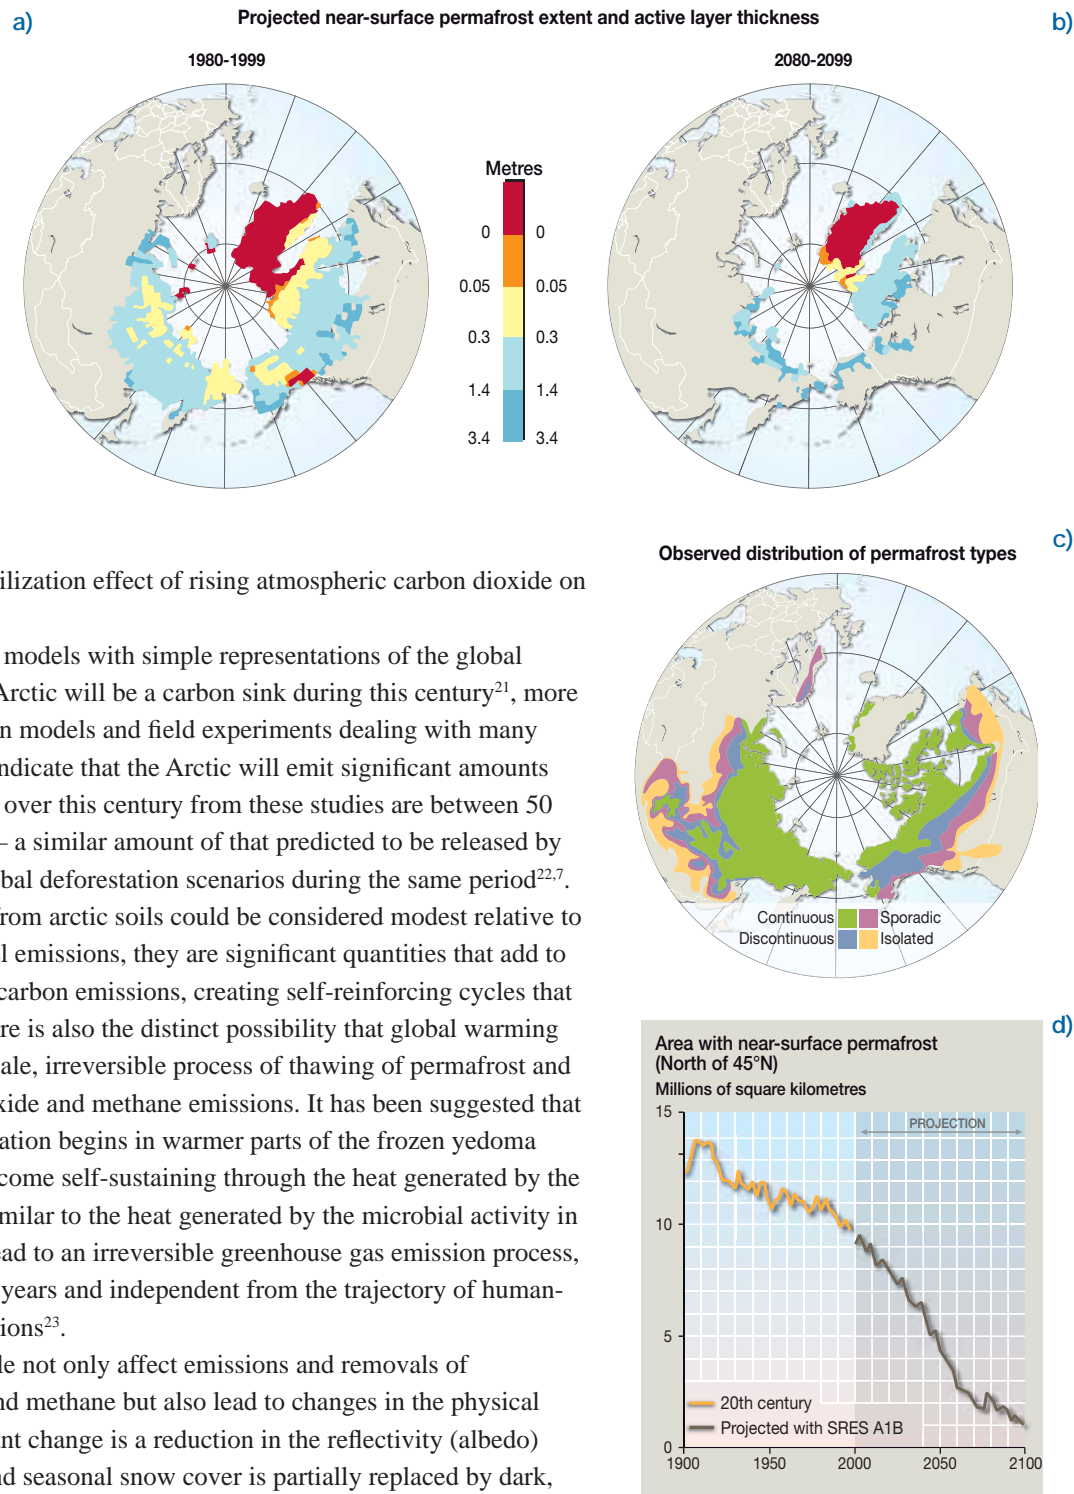 a)
Projected near-surface permafrost extent and active layer thickness
b)
1980-1999
2080-2099
Metres
0 0
0.05 0.05
0.3 0.3
1.4 1.4
3.4 3.4
ilization effect of rising atmospheric carbon dioxide on
models with simple representations of the global
Arctic will be a carbon sink during this century21, more
n models and field experiments dealing with many
ndicate that the Arctic will emit significant amounts
over this century from these studies are between 50
– a similar amount of that predicted to be released by
bal deforestation scenarios during the same period22,7.
from arctic soils could be considered modest relative to
l emissions, they are significant quantities that add to
carbon emissions, creating self-reinforcing cycles that
re is also the distinct possibility that global warming
ale, irreversible process of thawing of permafrost and
xide and methane emissions. It has been suggested that
ation begins in warmer parts of the frozen yedoma
come self-sustaining through the heat generated by the
milar to the heat generated by the microbial activity in
ead to an irreversible greenhouse gas emission process,
years and independent from the trajectory of human-
ions23.
le not only affect emissions and removals of
nd methane but also lead to changes in the physical
ant change is a reduction in the reflectivity (albedo)
nd seasonal snow cover is partially replaced by dark,
c)
Observed distribution of permafrost types
Continuous Sporadic
Discontinuous Isolated
d)
Area with near-surface permafrost
(North of 45°N)
Millions of square kilometres
15
PROJECTION
10
5
20th century
Projected with SRES A1B
0
1900 1950 2000 2050 2100